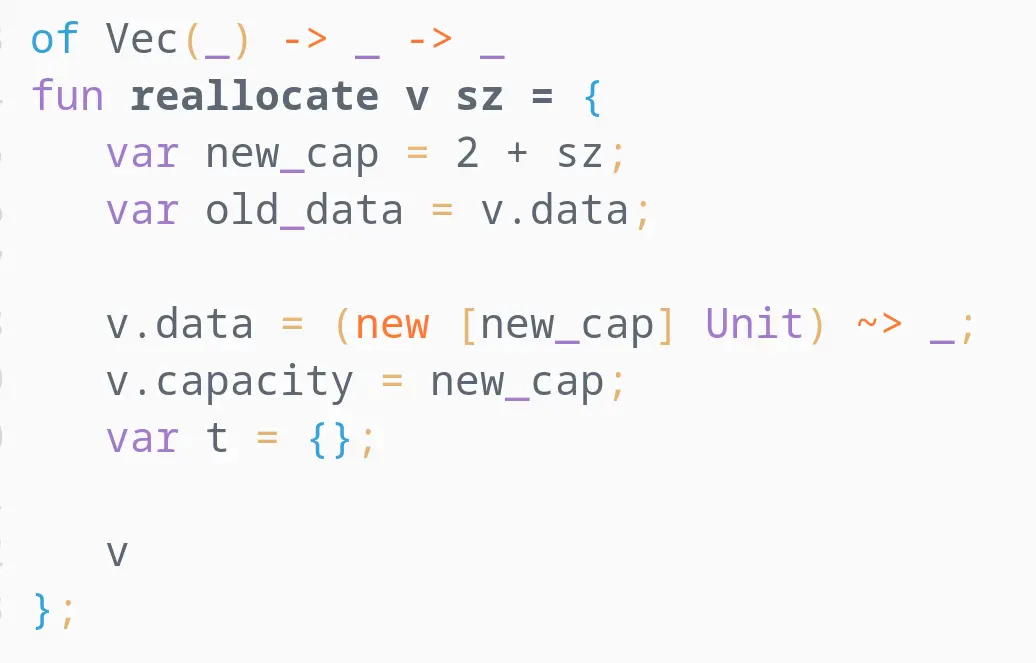 of Vec(_) -> _ -> _
fun reallocate v sz = {
   var new_cap = 2 + sz;
   var old_data = v.data;

   v.data = (new [new_cap] Unit) ~> _;
   v.capacity = new_cap;
   var t = {};

   v
};